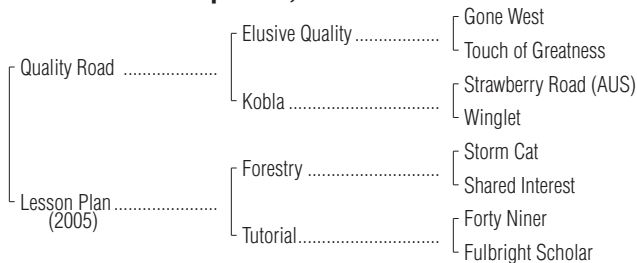 Gone West
Elusive Quality ........................
Touch of Greatness
Quality Road ...........................
Strawberry Road (AUS)
Kobla ..........................................
Winglet
Storm Cat
Forestry .....................................
Shared Interest
Lesson Plan .............................
(2005)
Forty Niner
Tutorial.......................................
Fulbright Scholar